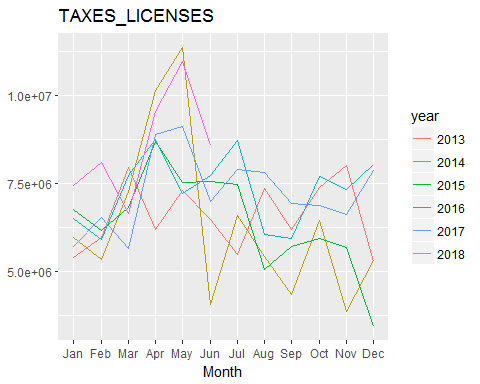 TAXES_LICENSES
1.0e+07
7.5e+06
5.0e+06
Jan Feb Mar Apr May Jun Jul Aug Sep Oct Nov Dec
Month
year
2013
2014
2015
2016
2017
2018